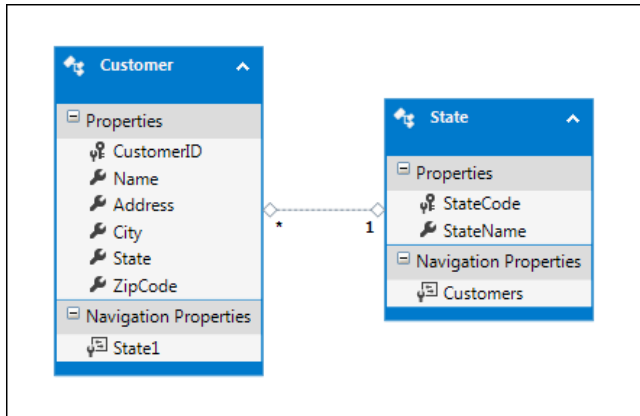 Customer
Properties
CustomerID
Name
Address
City
State
ZipCode
Navigation Properties
State1
* 1
State
Properties
StateCode
StateName
Navigation Properties
Customers